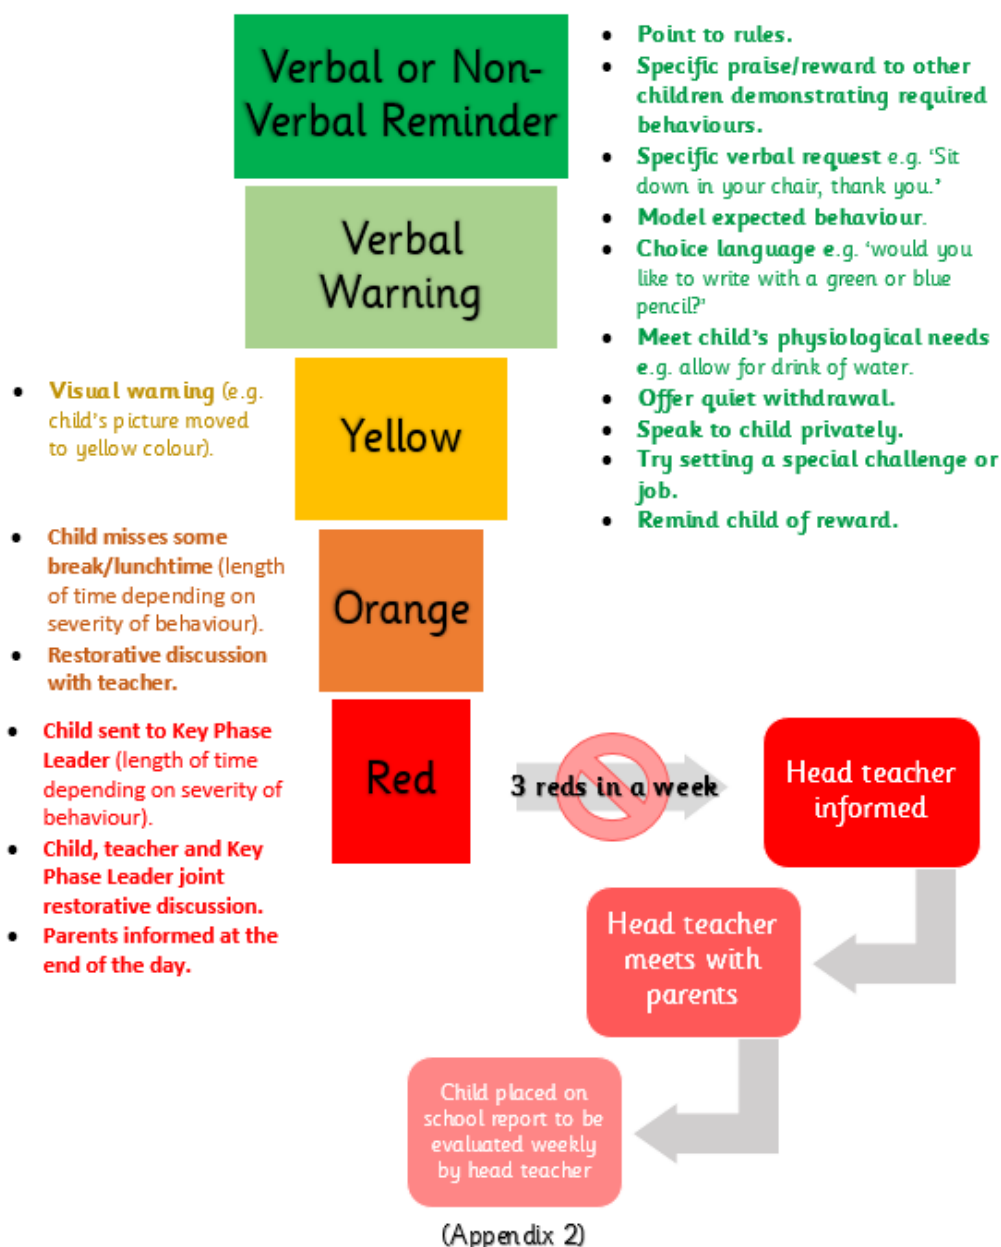 Verbal or Non-
Verbal Reminder
Verbal
Warning
• Point to rules.
• Specific praise/reward to other
children demonstrating required
behaviours.
• Specific verbal request e.g. ‘Sit
down in your chair, thank you.’
• Model expected behaviour.
• Choice language e.g. ‘would you
like to write with a green or blue
pencil?’
• Meet child’s physiological needs
e.g. allow for drink of water.
• Offer quiet withdrawal.
• Speak to child privately.
• Try setting a special challenge or
job.
• Remind child of reward.
Yellow
• Visual warning (e.g.
child’s picture moved
to yellow colour).
Orange
• Child misses some
break/lunchtime (length
of time depending on
severity of behaviour).
• Restorative discussion
with teacher.
Red
• Child sent to Key Phase
Leader (length of time
depending on severity of
behaviour).
• Child, teacher and Key
Phase Leader joint
restorative discussion.
• Parents informed at the
end of the day.
3 reds in a week
Head teacher
informed
Head teacher
meets with
parents
Child placed on
school report to be
evaluated weekly
by head teacher
(Appendix 2)